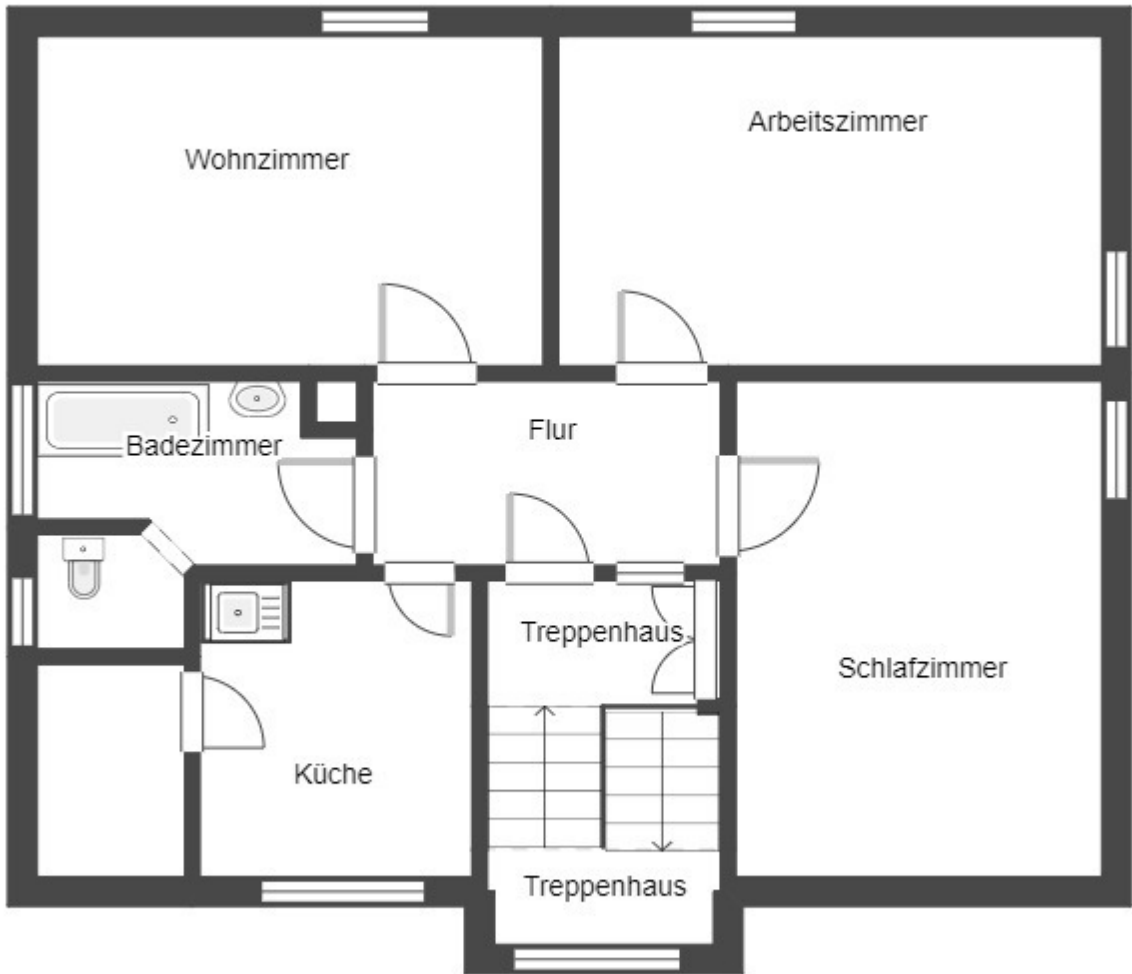 Arbeitszimmer
Wohnzimmer
Flur
Badezimmer
Treppenhaus
Schlafzimmer
Küche
Treppenhaus